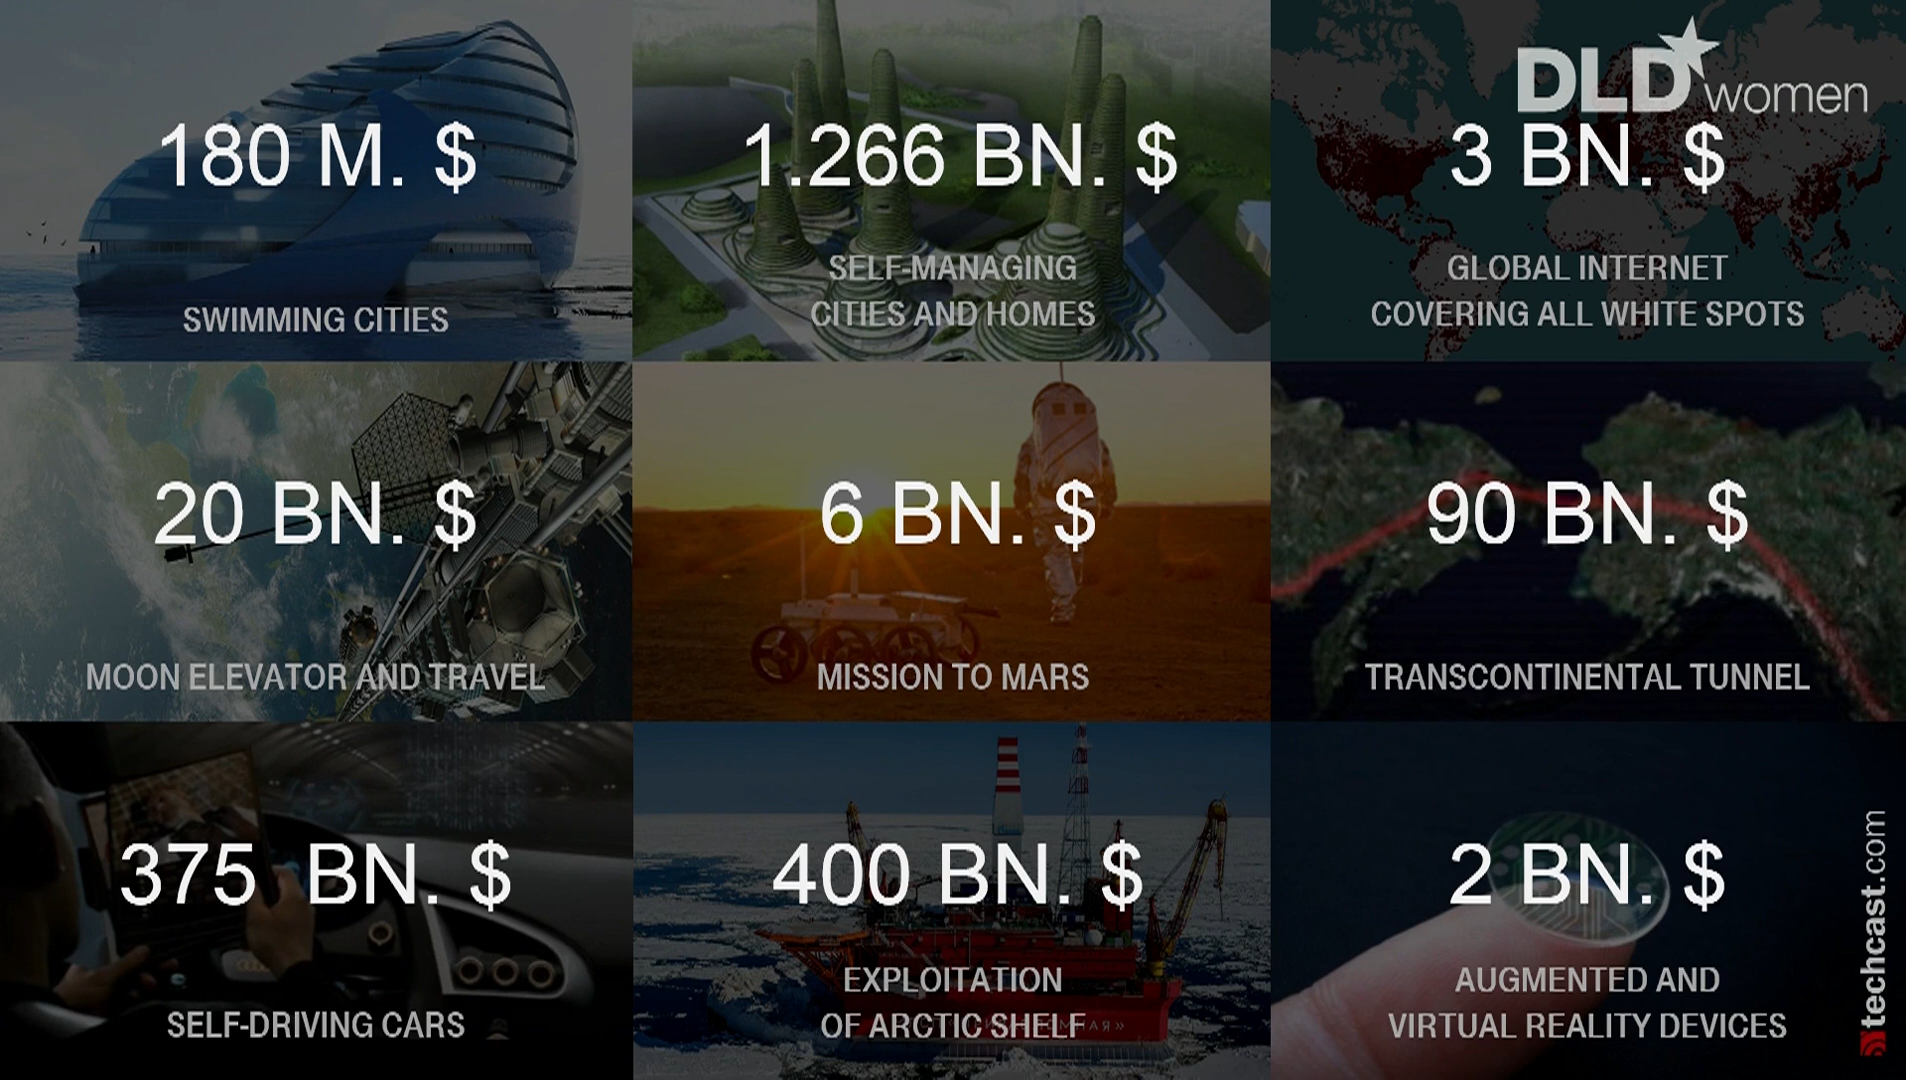 DLD women
180 M. $
SWIMMING CITIES
1.266 BN. $
SELF-MANAGING
CITIES AND HOMES
3 BN. $
GLOBAL INTERNET
COVERING ALL WHITE SPOTS
20 BN. $
MOON ELEVATOR AND TRAVEL
6 BN. $
MISSION TO MARS
90 BN. $
TRANSCONTINENTAL TUNNEL
375 BN. $
SELF-DRIVING CARS
400 BN. $
EXPLOITATION
OF ARCTIC SHELF
2 BN. $
AUGMENTED AND
VIRTUAL REALITY DEVICES
techcast.com